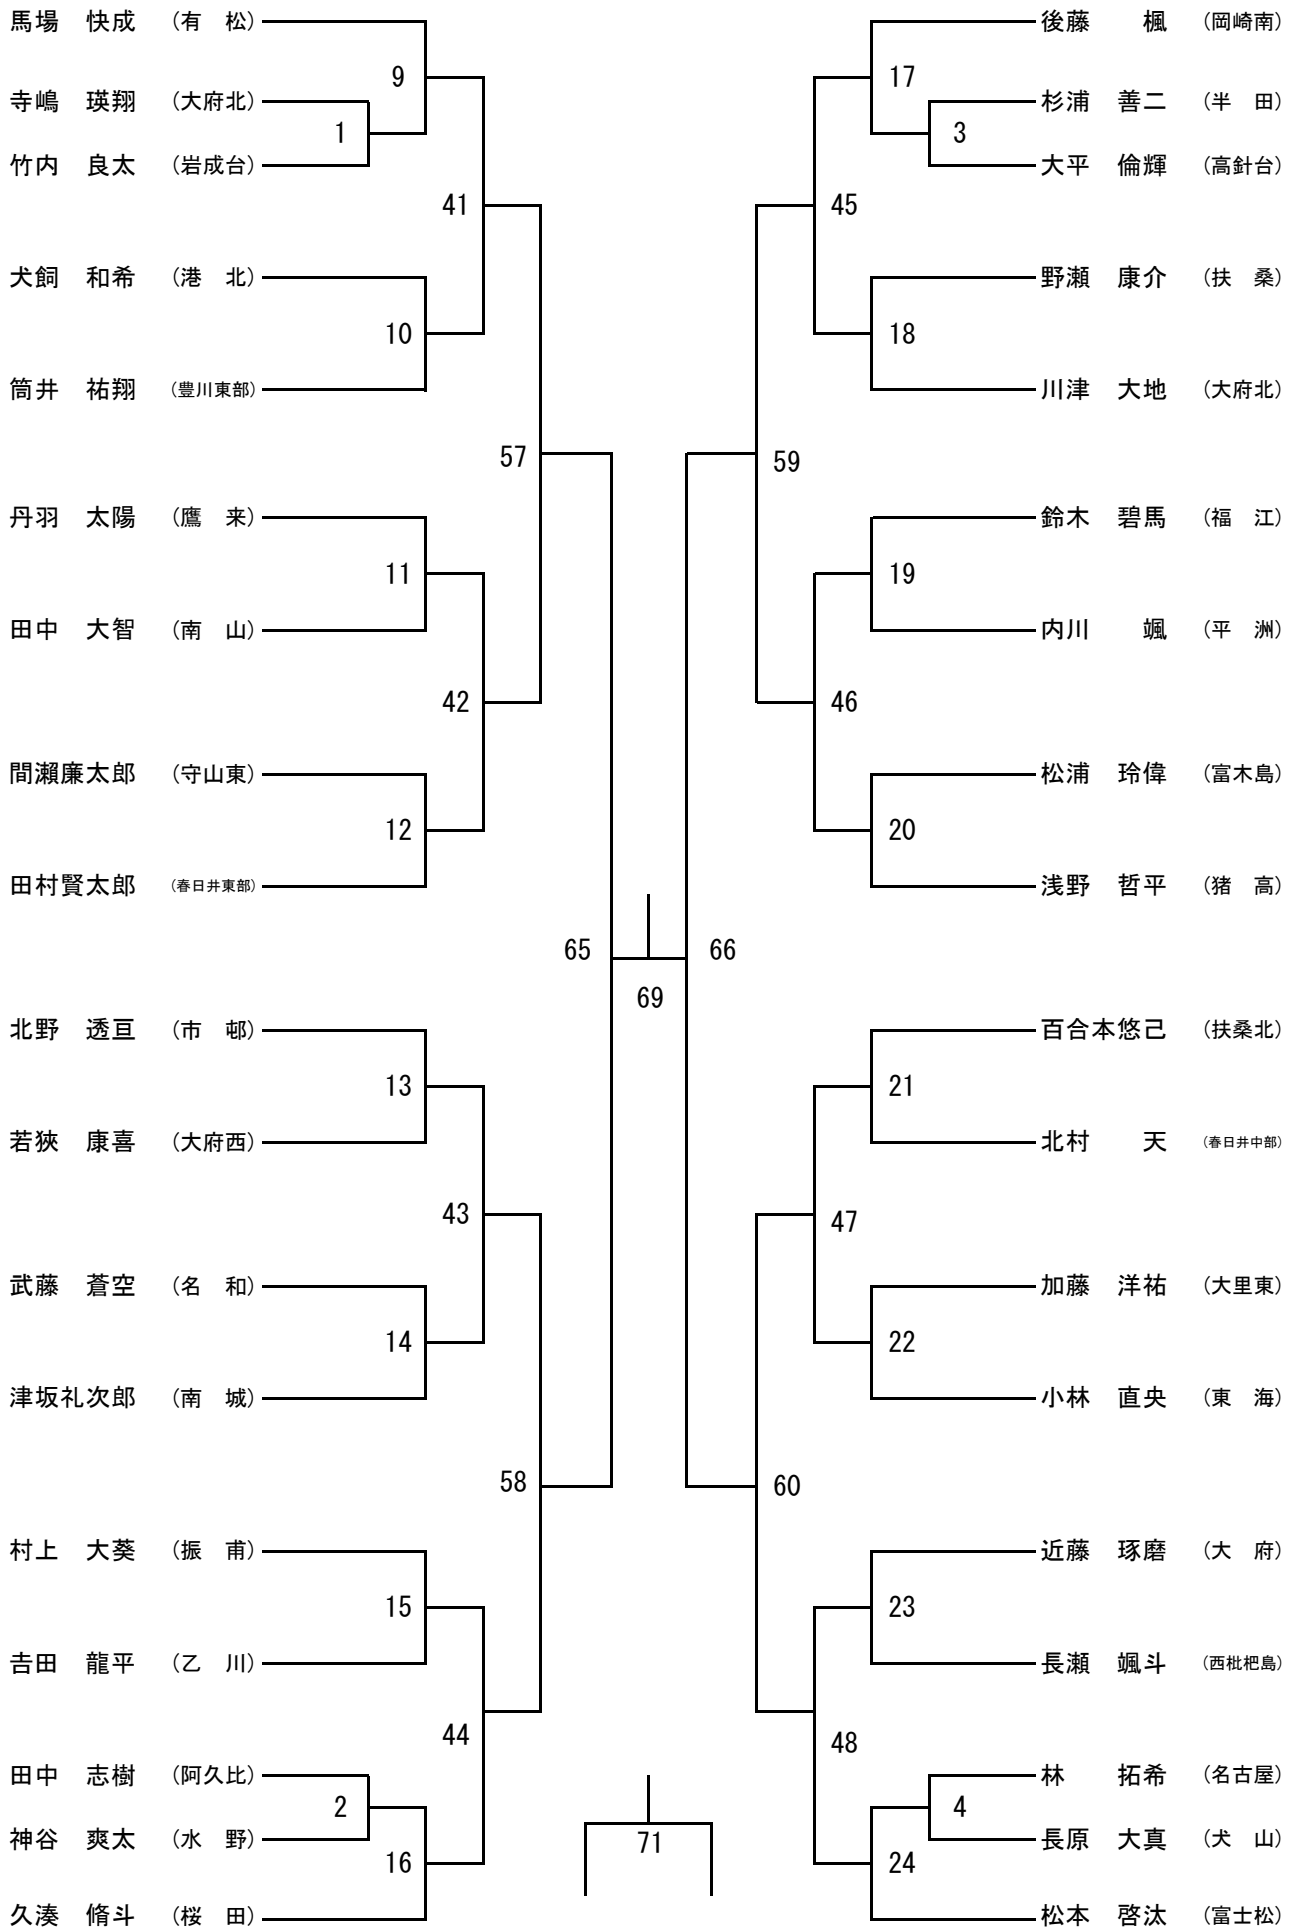 馬場　快成　（有　松）
9
寺嶋　瑛翔　（大府北）
1
竹内　良太　（岩成台）
41
犬飼　和希　（港　北）
10
筒井　祐翔　（豊川東部）
57
丹羽　太陽　（鷹　来）
11
田中　大智　（南　山）
42
間瀬廉太郎　（守山東）
12
田村賢太郎　（春日井東部）
65
北野　透亘　（市　邨）
13
若狹　康喜　（大府西）
43
武藤　蒼空　（名　和）
14
津坂礼次郎　（南　城）
58
村上　大葵　（振　甫）
15
𠮷田　龍平　（乙　川）
44
田中　志樹　（阿久比）
2
神谷　爽太　（水　野）
16
久湊　脩斗　（桜　田）
69
71
後藤　　楓　（岡崎南）
17
杉浦　善二　（半　田）
3
大平　倫輝　（高針台）
45
野瀬　康介　（扶　桑）
18
川津　大地　（大府北）
59
鈴木　碧馬　（福　江）
19
内川　　颯　（平　洲）
46
松浦　玲偉　（富木島）
20
浅野　哲平　（猪　高）
66
百合本悠己　（扶桑北）
21
北村　　天　（春日井中部）
47
加藤　洋祐　（大里東）
22
小林　直央　（東　海）
60
近藤　琢磨　（大　府）
23
長瀬　颯斗　（西枇杷島）
48
林　　拓希　（名古屋）
4
長原　大真　（犬　山）
24
松本　啓汰　（富士松）